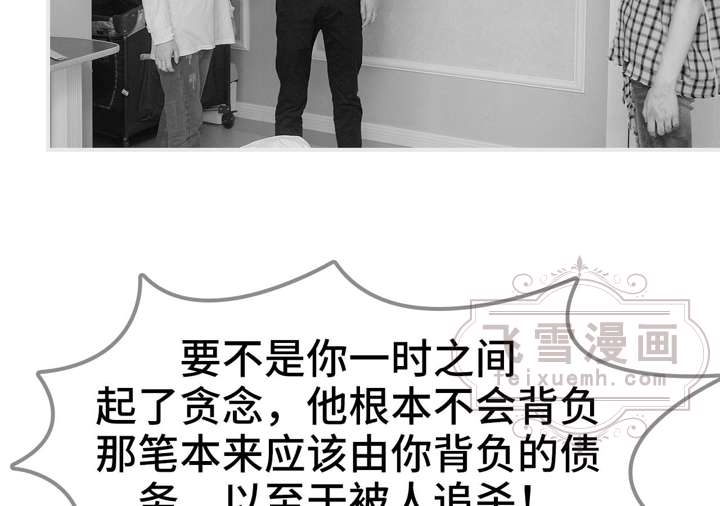 飞雪漫画
feixuemh.com
要不是你一时之间
起了贪念，他根本不会背负
那笔本来应该由你背负的债
务，以至于被人追杀！